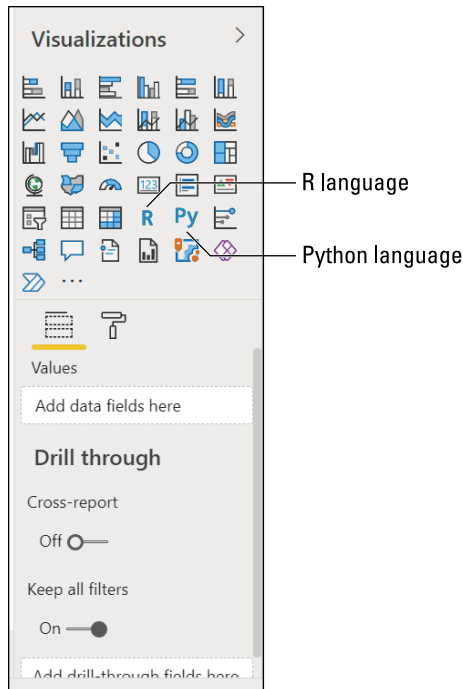 Visualizations
123
R language
R
Py
Python language
...
Values
Add data fields here
Drill through
Cross-report
Off
Keep all filters
On
Add drill-through fields here